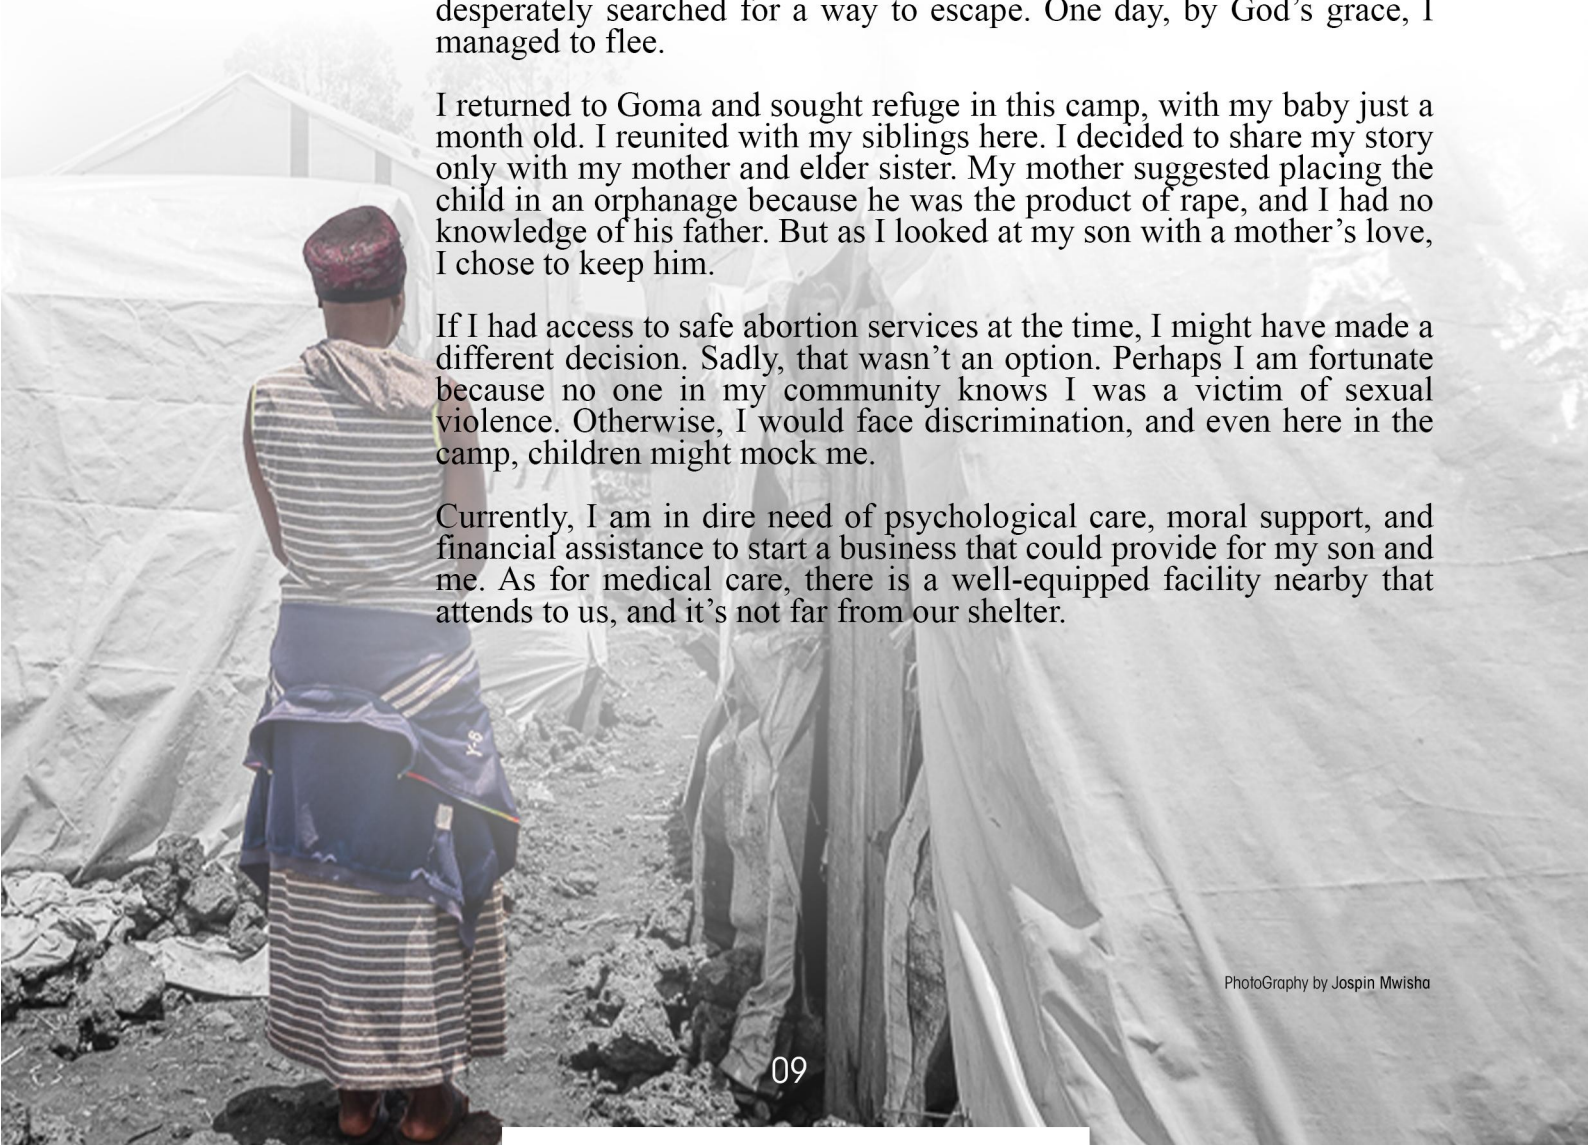 desperately searched for a way to escape. One day, by God’s grace, I
managed to flee.
I returned to Goma and sought refuge in this camp, with my baby just a
month old. I reunited with my siblings here. I decided to share my story
only with my mother and elder sister. My mother suggested placing the
child in an orphanage because he was the product of rape, and I had no
knowledge of his father. But as I looked at my son with a mother’s love,
I chose to keep him.
If I had access to safe abortion services at the time, I might have made a
different decision. Sadly, that wasn’t an option. Perhaps I am fortunate
because no one in my community knows I was a victim of sexual
violence. Otherwise, I would face discrimination, and even here in the
camp, children might mock me.
Currently, I am in dire need of psychological care, moral support, and
financial assistance to start a business that could provide for my son and
me. As for medical care, there is a well-equipped facility nearby that
attends to us, and it’s not far from our shelter.
Y-8
PhotoGraphy by Jospin Mwisha
09